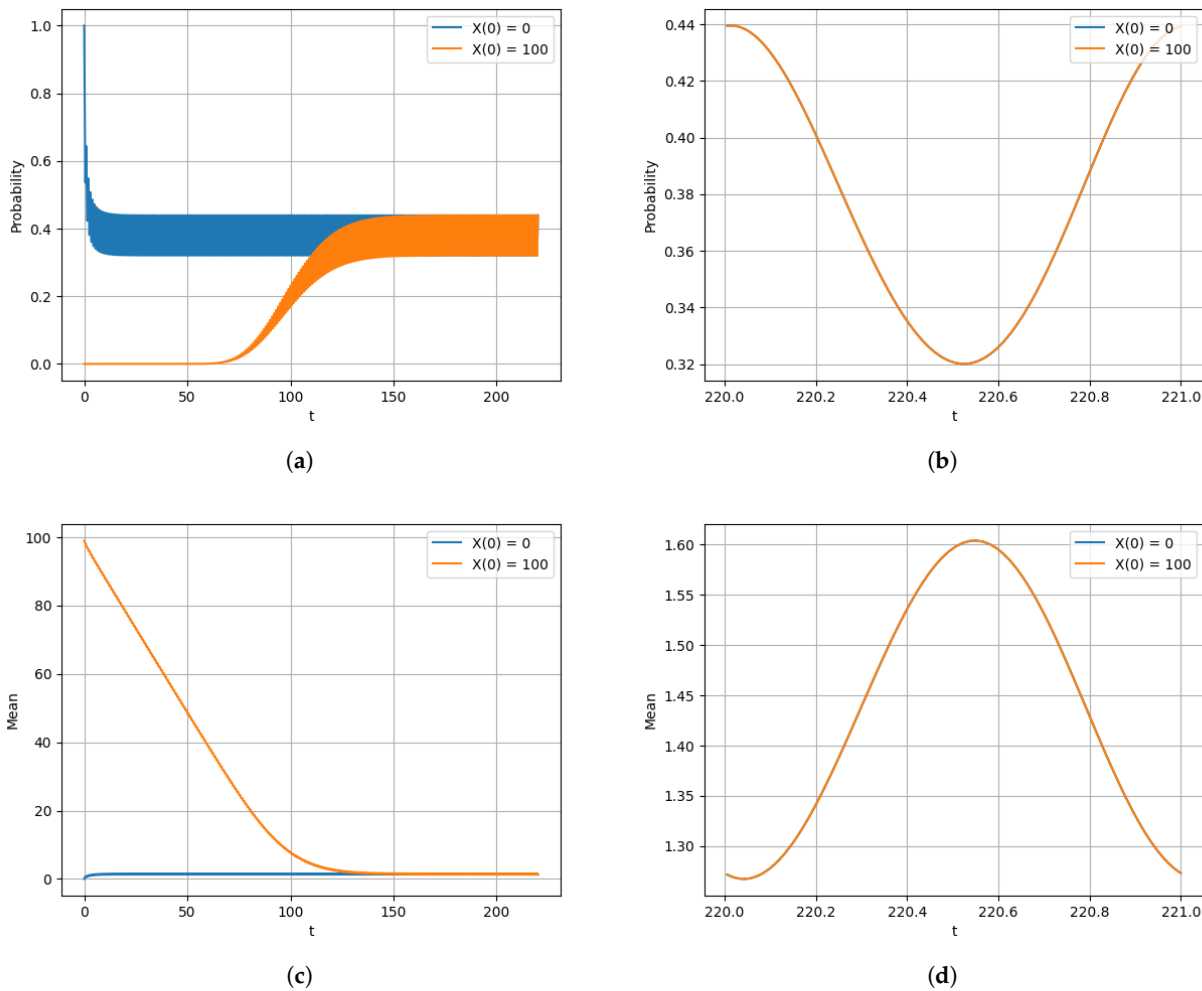 1.0
0.8
0.6
0.4
0.2
0.0
Probability
0 50 100 150 200
t
X(0) = 0
X(0) = 100
(a)
0.44
0.42
0.40
0.38
0.36
0.34
0.32
Probability
220.0 220.2 220.4 220.6 220.8 221.0
t
X(0) = 0
X(0) = 100
(b)
100
80
60
40
20
0
Mean
0 50 100 150 200
t
X(0) = 0
X(0) = 100
(c)
1.60
1.55
1.50
1.45
1.40
1.35
1.30
Mean
220.0 220.2 220.4 220.6 220.8 221.0
t
X(0) = 0
X(0) = 100
(d)